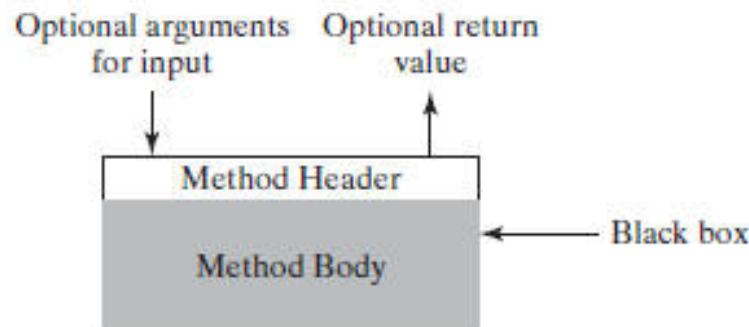 Optional arguments
for input
Optional return
value
Method Header
Black box
Method Body